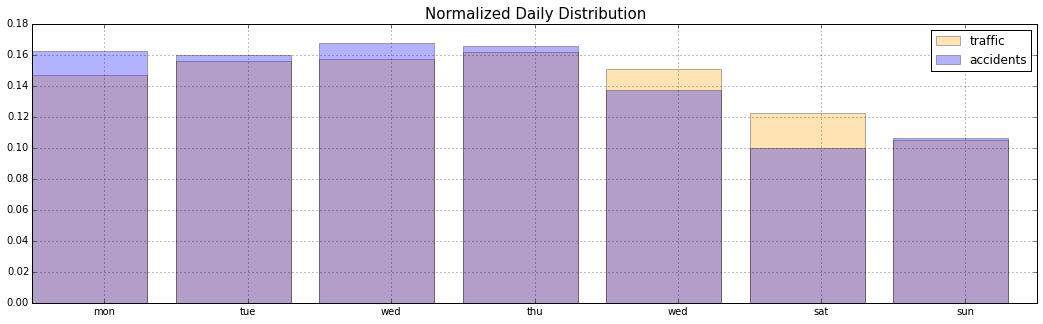 Normalized Daily Distribution
0.18
0.16
0.14
0.12
0.10
0.08
0.06
0.04
0.02
0.00
traffic
accidents
mon tue wed thu wed sat sun